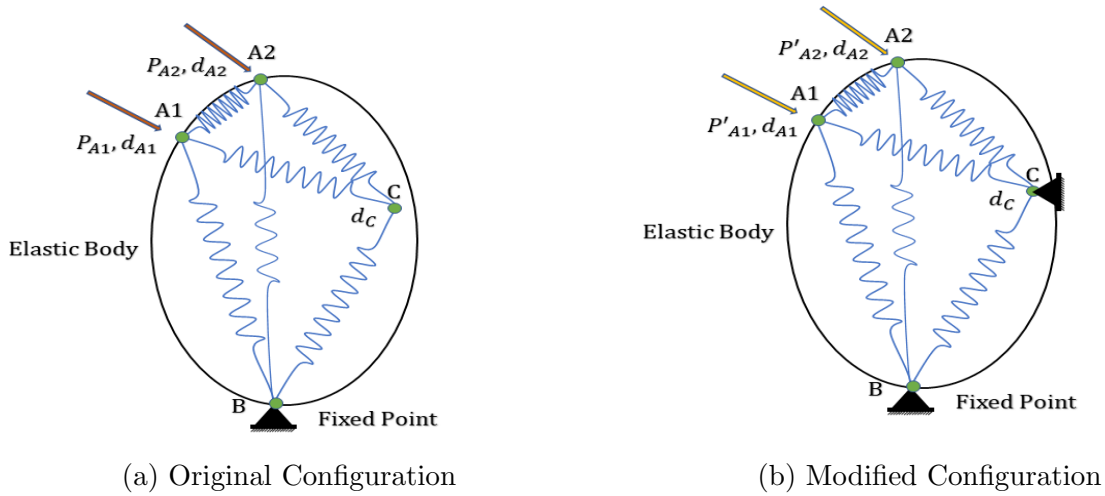 A2
P_{A2}, d_{A2}
A1
P_{A1}, d_{A1}
C
d_C
Elastic Body
B
Fixed Point
(a) Original Configuration
A2
P'_{A2}, d_{A2}
A1
P'_{A1}, d_{A1}
C
d_C
Elastic Body
B
Fixed Point
(b) Modified Configuration